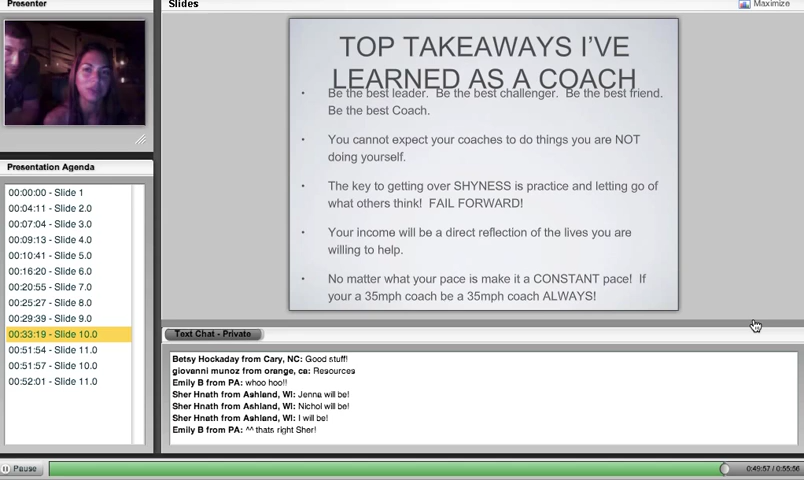 Presenter
Slides
Maximize
TOP TAKEAWAYS I'VE
LEARNED AS A COACH
• Be the best leader. Be the best challenger. Be the best friend.
Be the best Coach.
• You cannot expect your coaches to do things you are NOT
doing yourself.
• The key to getting over SHYNESS is practice and letting go of
what others think! FAIL FORWARD!
• Your income will be a direct reflection of the lives you are
willing to help.
• No matter what your pace is make it a CONSTANT pace! If
your a 35mph coach be a 35mph coach ALWAYS!
Presentation Agenda
00:00:00 - Slide 1
00:04:11 - Slide 2.0
00:07:04 - Slide 3.0
00:09:13 - Slide 4.0
00:10:41 - Slide 5.0
00:16:20 - Slide 6.0
00:20:55 - Slide 7.0
00:25:27 - Slide 8.0
00:29:39 - Slide 9.0
00:33:19 - Slide 10.0
00:51:54 - Slide 11.0
00:51:57 - Slide 10.0
00:52:01 - Slide 11.0
Text Chat - Private
Betsy Hockaday from Cary, NC: Good stuff!
giovanni munoz from orange, ca: Resources
Emily B from PA: whoo hoo!!
Sher Hnath from Ashland, WI: Jenna will be!
Sher Hnath from Ashland, WI: Nichol will be!
Sher Hnath from Ashland, WI: I will be!
Emily B from PA: ^^ thats right Sher!
Pause
0:49:57 / 0:55:56